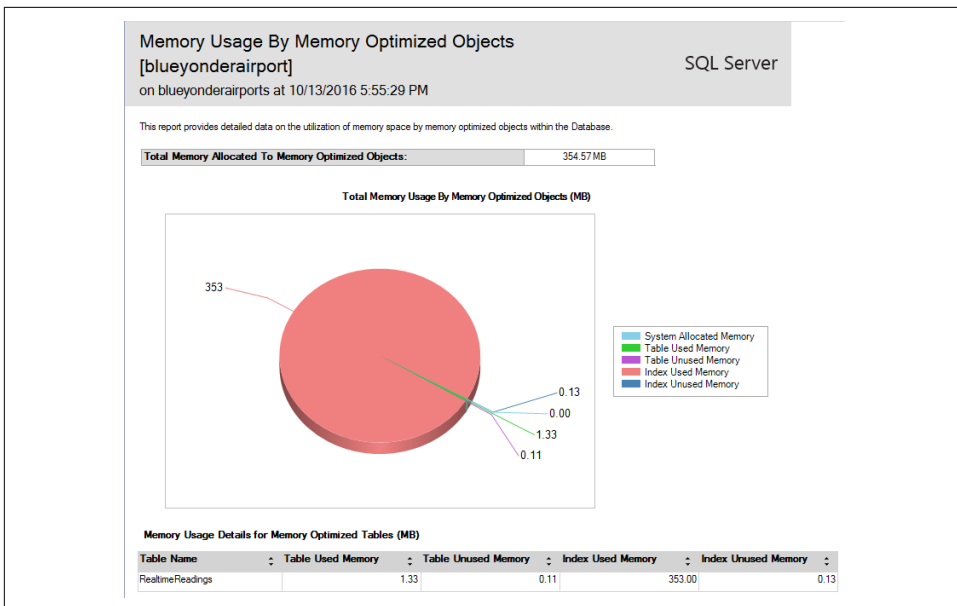 Memory Usage By Memory Optimized Objects
[blueyonderairport]
SQL Server
on blueyonderairports at 10/13/2016 5:55:29 PM
This report provides detailed data on the utilization of memory space by memory optimized objects within the Database.
Total Memory Allocated To Memory Optimized Objects: 354.57 MB
Total Memory Usage By Memory Optimized Objects (MB)
353
System Allocated Memory
Table Used Memory
Table Unused Memory
Index Used Memory
Index Unused Memory
0.13
0.00
1.33
0.11
Memory Usage Details for Memory Optimized Tables (MB)
Table Name Table Used Memory Table Unused Memory Index Used Memory Index Unused Memory
RealtimeReadings 1.33 0.11 353.00 0.13